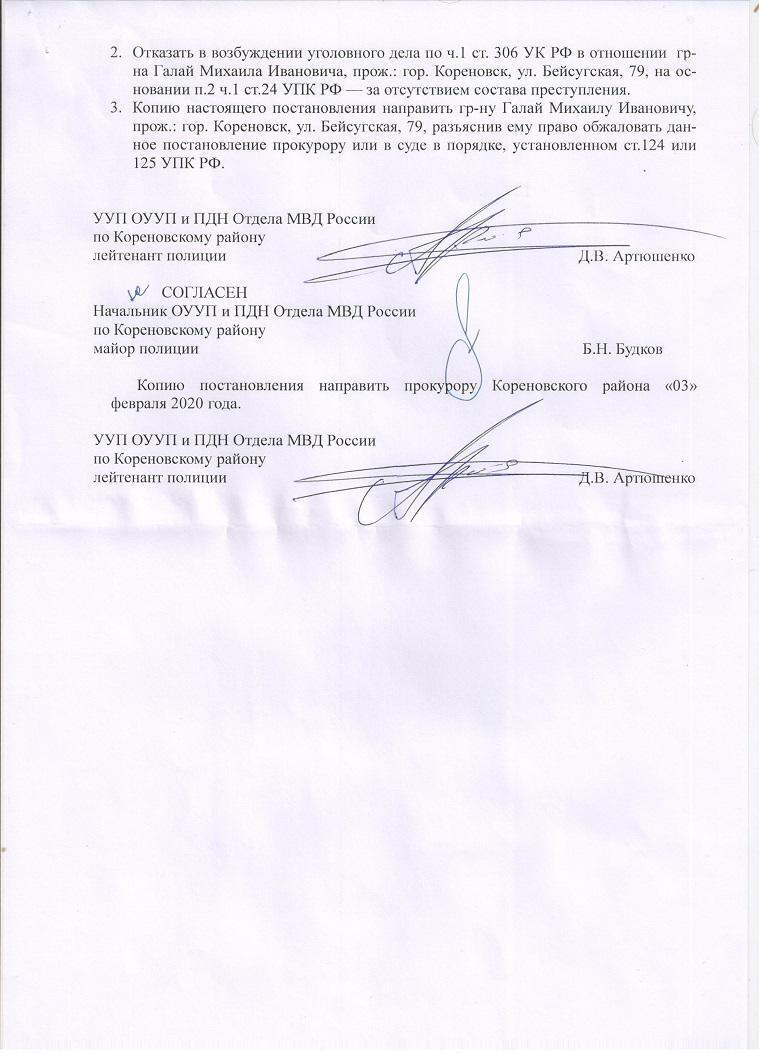 2. Отказать в возбуждении уголовного дела по ч.1 ст. 306 УК РФ в отношении гр-
на Галай Михаила Ивановича, прож.: гор. Кореновск, ул. Бейсугская, 79, на ос-
новании п.2 ч.1 ст.24 УПК РФ — за отсутствием состава преступления.
3. Копию настоящего постановления направить гр-ну Галай Михаилу Ивановичу,
прож.: гор. Кореновск, ул. Бейсугская, 79, разъяснив ему право обжаловать дан-
ное постановление прокурору или в суде в порядке, установленном ст.124 или
125 УПК РФ.
УУП ОУУП и ПДН Отдела МВД России
по Кореновскому району
лейтенант полиции Д.В. Артюшенко
СОГЛАСЕН
Начальник ОУУП и ПДН Отдела МВД России
по Кореновскому району
майор полиции Б.Н. Будков
Копию постановления направить прокурору Кореновского района «03»
февраля 2020 года.
УУП ОУУП и ПДН Отдела МВД России
по Кореновскому району
лейтенант полиции Д.В. Артюшенко